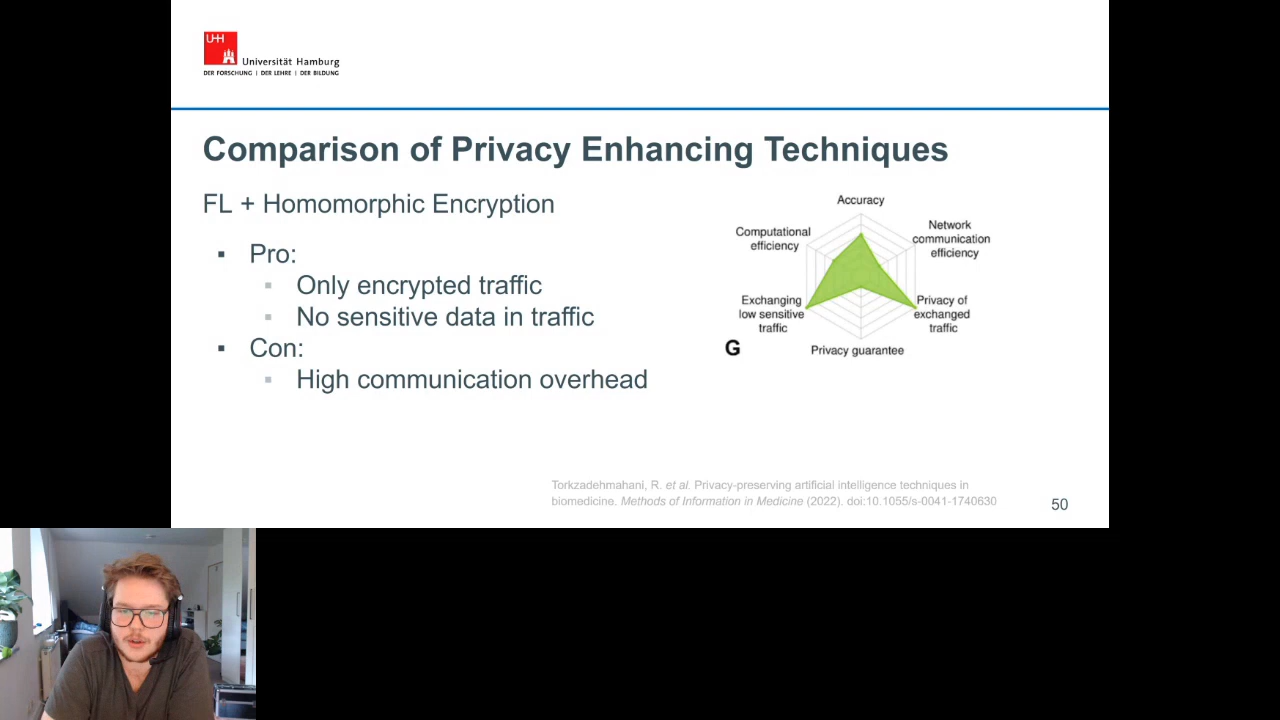 UHH
Universität Hamburg
DER FORSCHUNG | DER LEHRE | DER BILDUNG
Comparison of Privacy Enhancing Techniques
FL + Homomorphic Encryption
▪ Pro:
▪ Only encrypted traffic
▪ No sensitive data in traffic
▪ Con:
▪ High communication overhead
Accuracy
Network
communication
efficiency
Privacy of
exchanged
traffic
Privacy guarantee
Exchanging
low sensitive
traffic
Computational
efficiency
G
Torkzadehmahani, R. et al. Privacy-preserving artificial intelligence techniques in
biomedicine. Methods of Information in Medicine (2022). doi:10.1055/s-0041-1740630
50